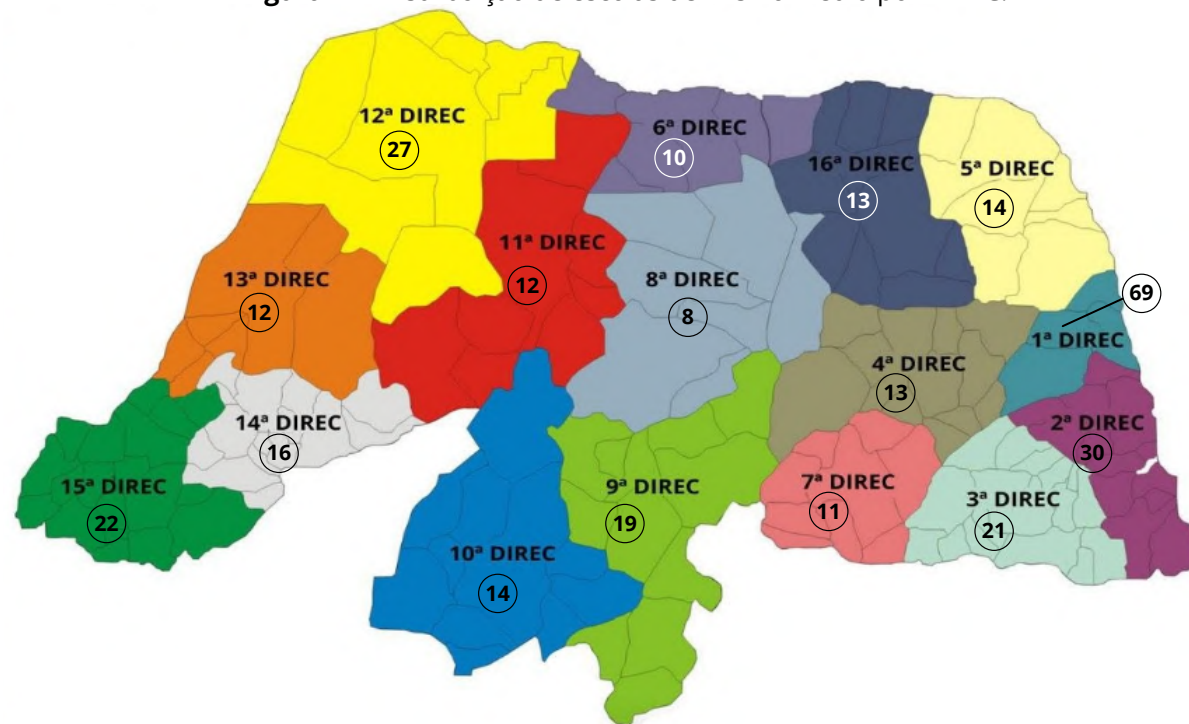 12ª DIREC
27
6ª DIREC
10
16ª DIREC
13
5ª DIREC
14
11ª DIREC
12
13ª DIREC
12
8ª DIREC
8
69
1ª DIREC
4ª DIREC
13
14ª DIREC
16
2ª DIREC
30
15ª DIREC
22
9ª DIREC
19
7ª DIREC
11
3ª DIREC
21
10ª DIREC
14